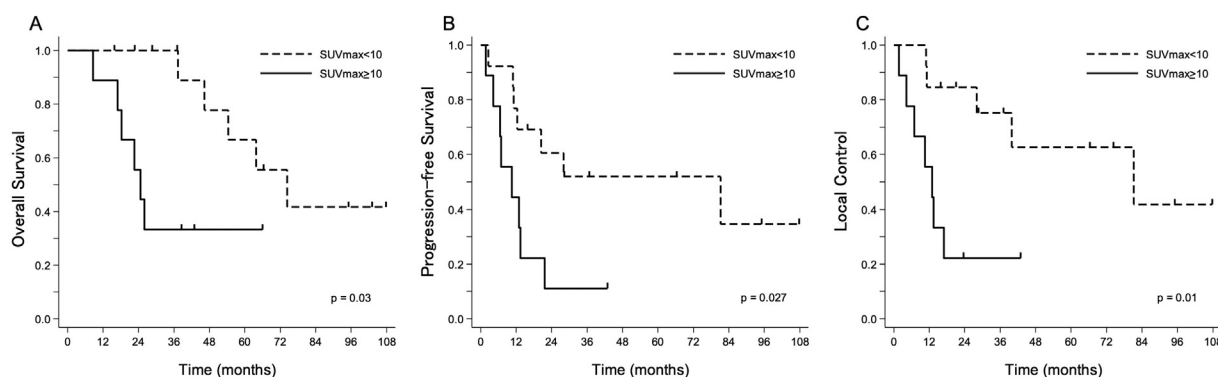 A
Overall Survival
1.0
0.8
0.6
0.4
0.2
0.0
SUVmax<10
SUVmax≥10
p = 0.03
0 12 24 36 48 60 72 84 96 108
Time (months)
B
Progression-free Survival
1.0
0.8
0.6
0.4
0.2
0.0
SUVmax<10
SUVmax≥10
p = 0.027
0 12 24 36 48 60 72 84 96 108
Time (months)
C
Local Control
1.0
0.8
0.6
0.4
0.2
0.0
SUVmax<10
SUVmax≥10
p = 0.01
0 12 24 36 48 60 72 84 96 108
Time (months)